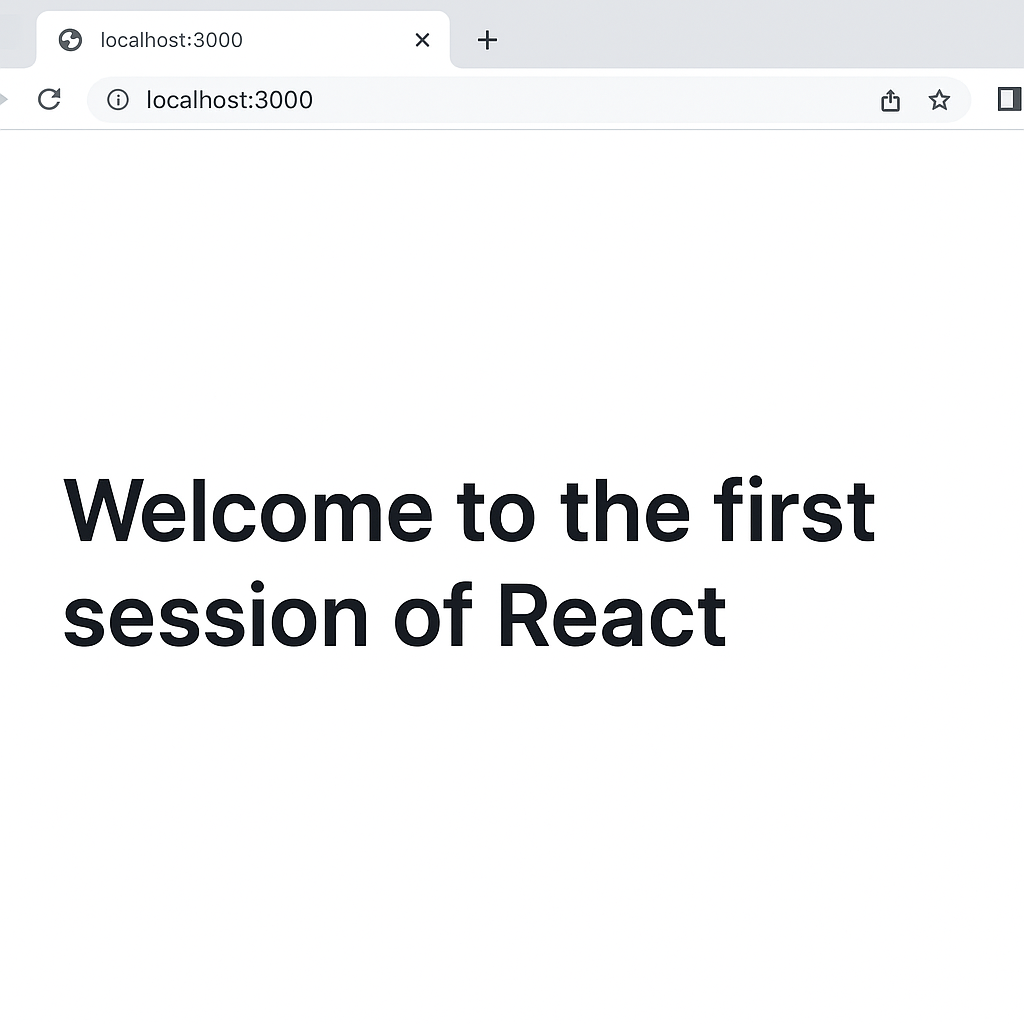 localhost:3000
localhost:3000
Welcome to the first
session of React